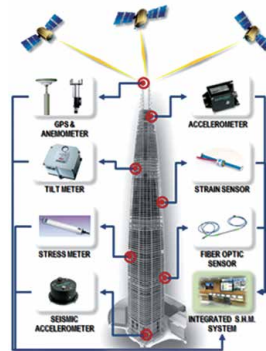 GPS &
ANEMOMETER
ACCELEROMETER
TILT METER
STRAIN SENSOR
STRESS METER
FIBER OPTIC
SENSOR
SEISMIC
ACCELEROMETER
INTEGRATED S.H.M.
SYSTEM